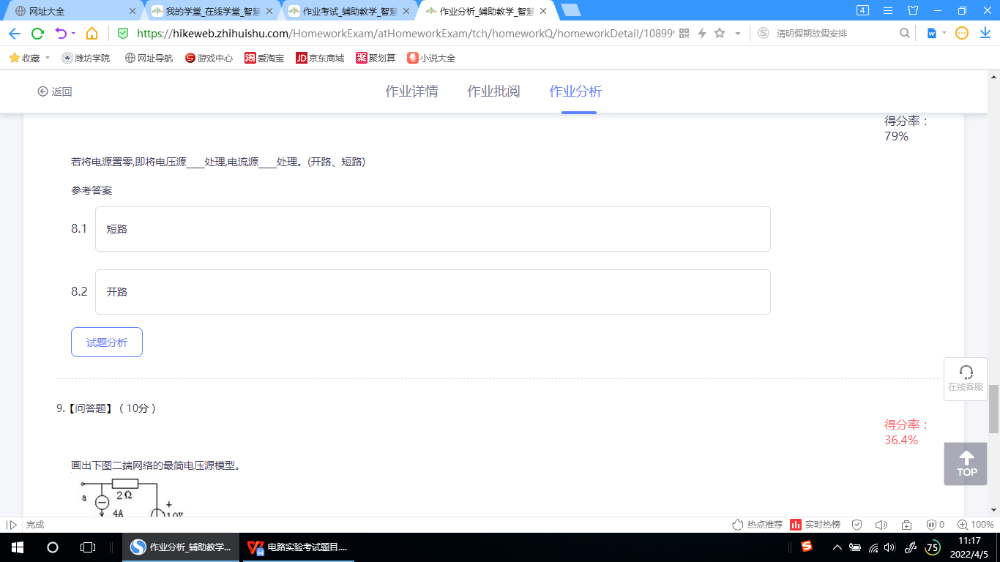 网址大全
我的学堂_在线学堂_智慧
作业考试_辅助教学_智慧
作业分析_辅助教学_智慧
4
https://hikeweb.zhihuishu.com/HomeworkExam/atHomeworkExam/tch/homeworkQ/homeworkDetail/108999
清明假期放假安排
收藏
潍坊学院
网址导航
游戏中心
淘 爱淘宝
JD 京东商城
聚 聚划算
小说大全
返回
作业详情
作业批阅
作业分析
得分率：
79%
若将电源置零,即将电压源____处理,电流源____处理。(开路、短路)
参考答案
8.1
短路
8.2
开路
试题分析
在线客服
9.【问答题】（10分）
得分率：
36.4%
TOP
画出下图二端网络的最简电压源模型。
2Ω
a
+
4A
10V
完成
热点推荐
实时热榜
0
100%
作业分析_辅助教学...
电路实验考试题目....
75
11:17
2022/4/5